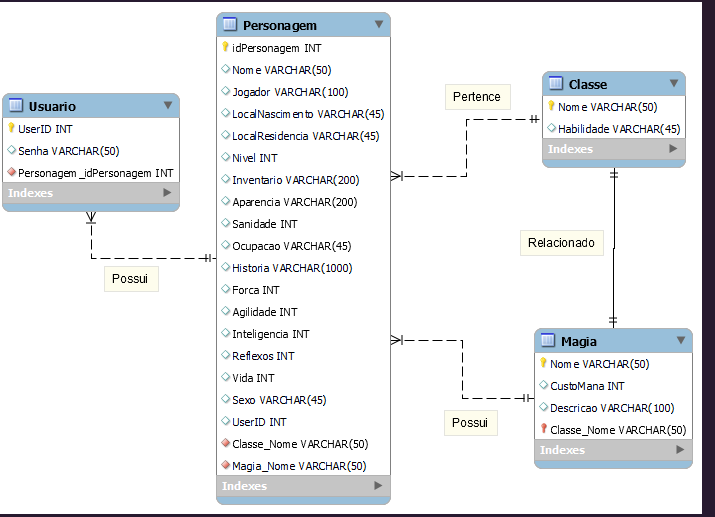 Usuario
UserID INT
Senha VARCHAR(50)
Personagem_idPersonagem INT
Indexes
Possui
Personagem
idPersonagem INT
Nome VARCHAR(50)
Jogador VARCHAR(100)
LocalNascimento VARCHAR(45)
LocalResidencia VARCHAR(45)
Nivel INT
Inventario VARCHAR(200)
Aparencia VARCHAR(200)
Sanidade INT
Ocupacao VARCHAR(45)
Historia VARCHAR(1000)
Forca INT
Agilidade INT
Inteligencia INT
Reflexos INT
Vida INT
Sexo VARCHAR(45)
UserID INT
Classe_Nome VARCHAR(50)
Magia_Nome VARCHAR(50)
Indexes
Pertence
Classe
Nome VARCHAR(50)
Habilidade VARCHAR(45)
Indexes
Relacionado
Possui
Magia
Nome VARCHAR(50)
CustoMana INT
Descricao VARCHAR(100)
Classe_Nome VARCHAR(50)
Indexes